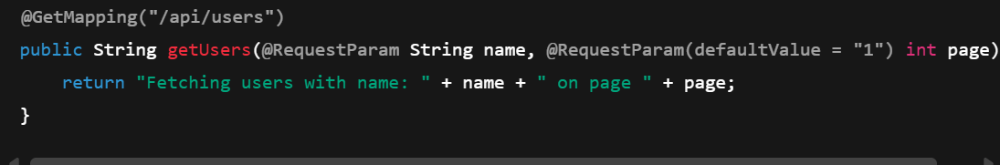 @GetMapping("/api/users")
public String getUsers(@RequestParam String name, @RequestParam(defaultValue = "1") int page)
    return "Fetching users with name: " + name + " on page " + page;
}